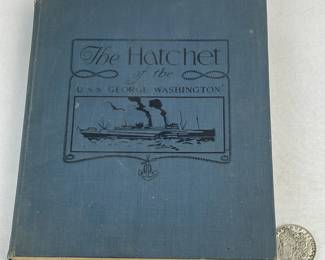 The Hatchet
of the
U.S.S. GEORGE WASHINGTON